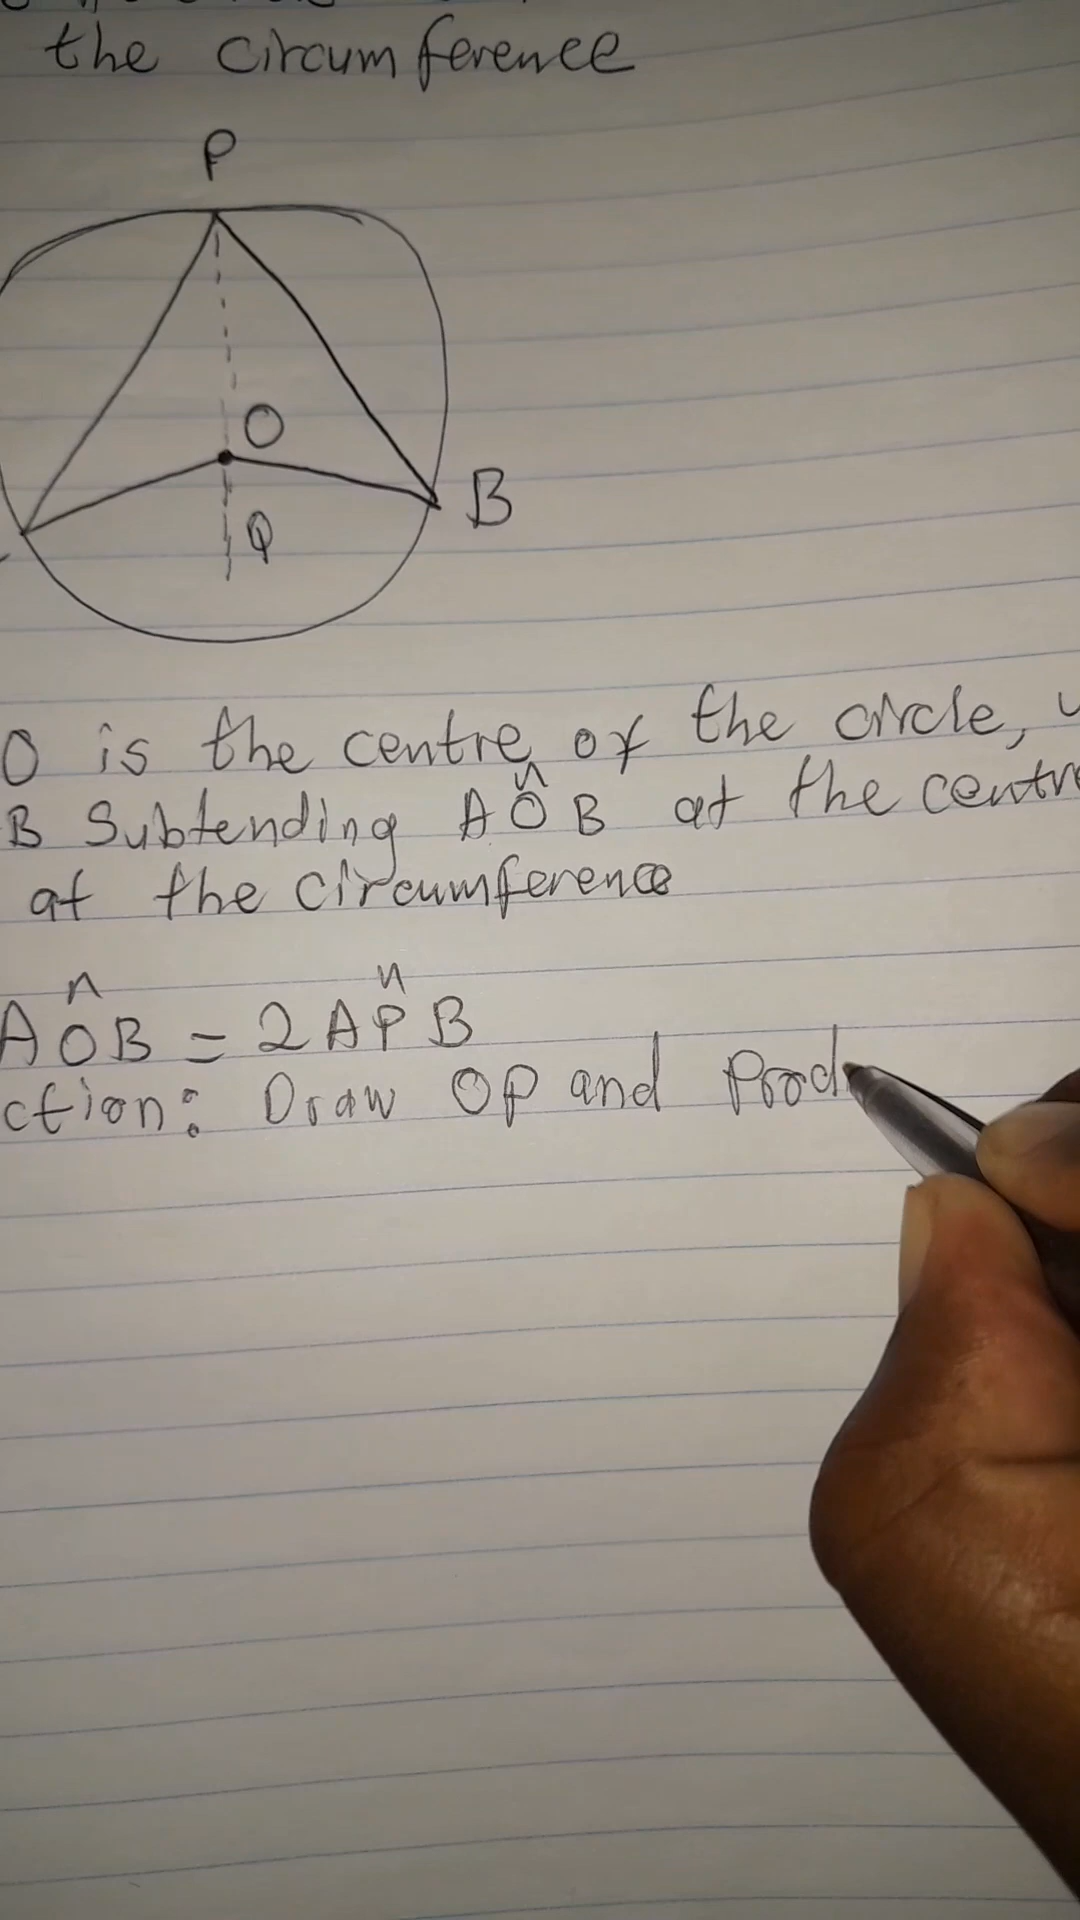 the circumference
P
O
Q
B
O is the centre of the circle,
B Subtending AÔB at the centre
at the circumference
AÔB = 2AP̂B
ction: Draw OP and Prod